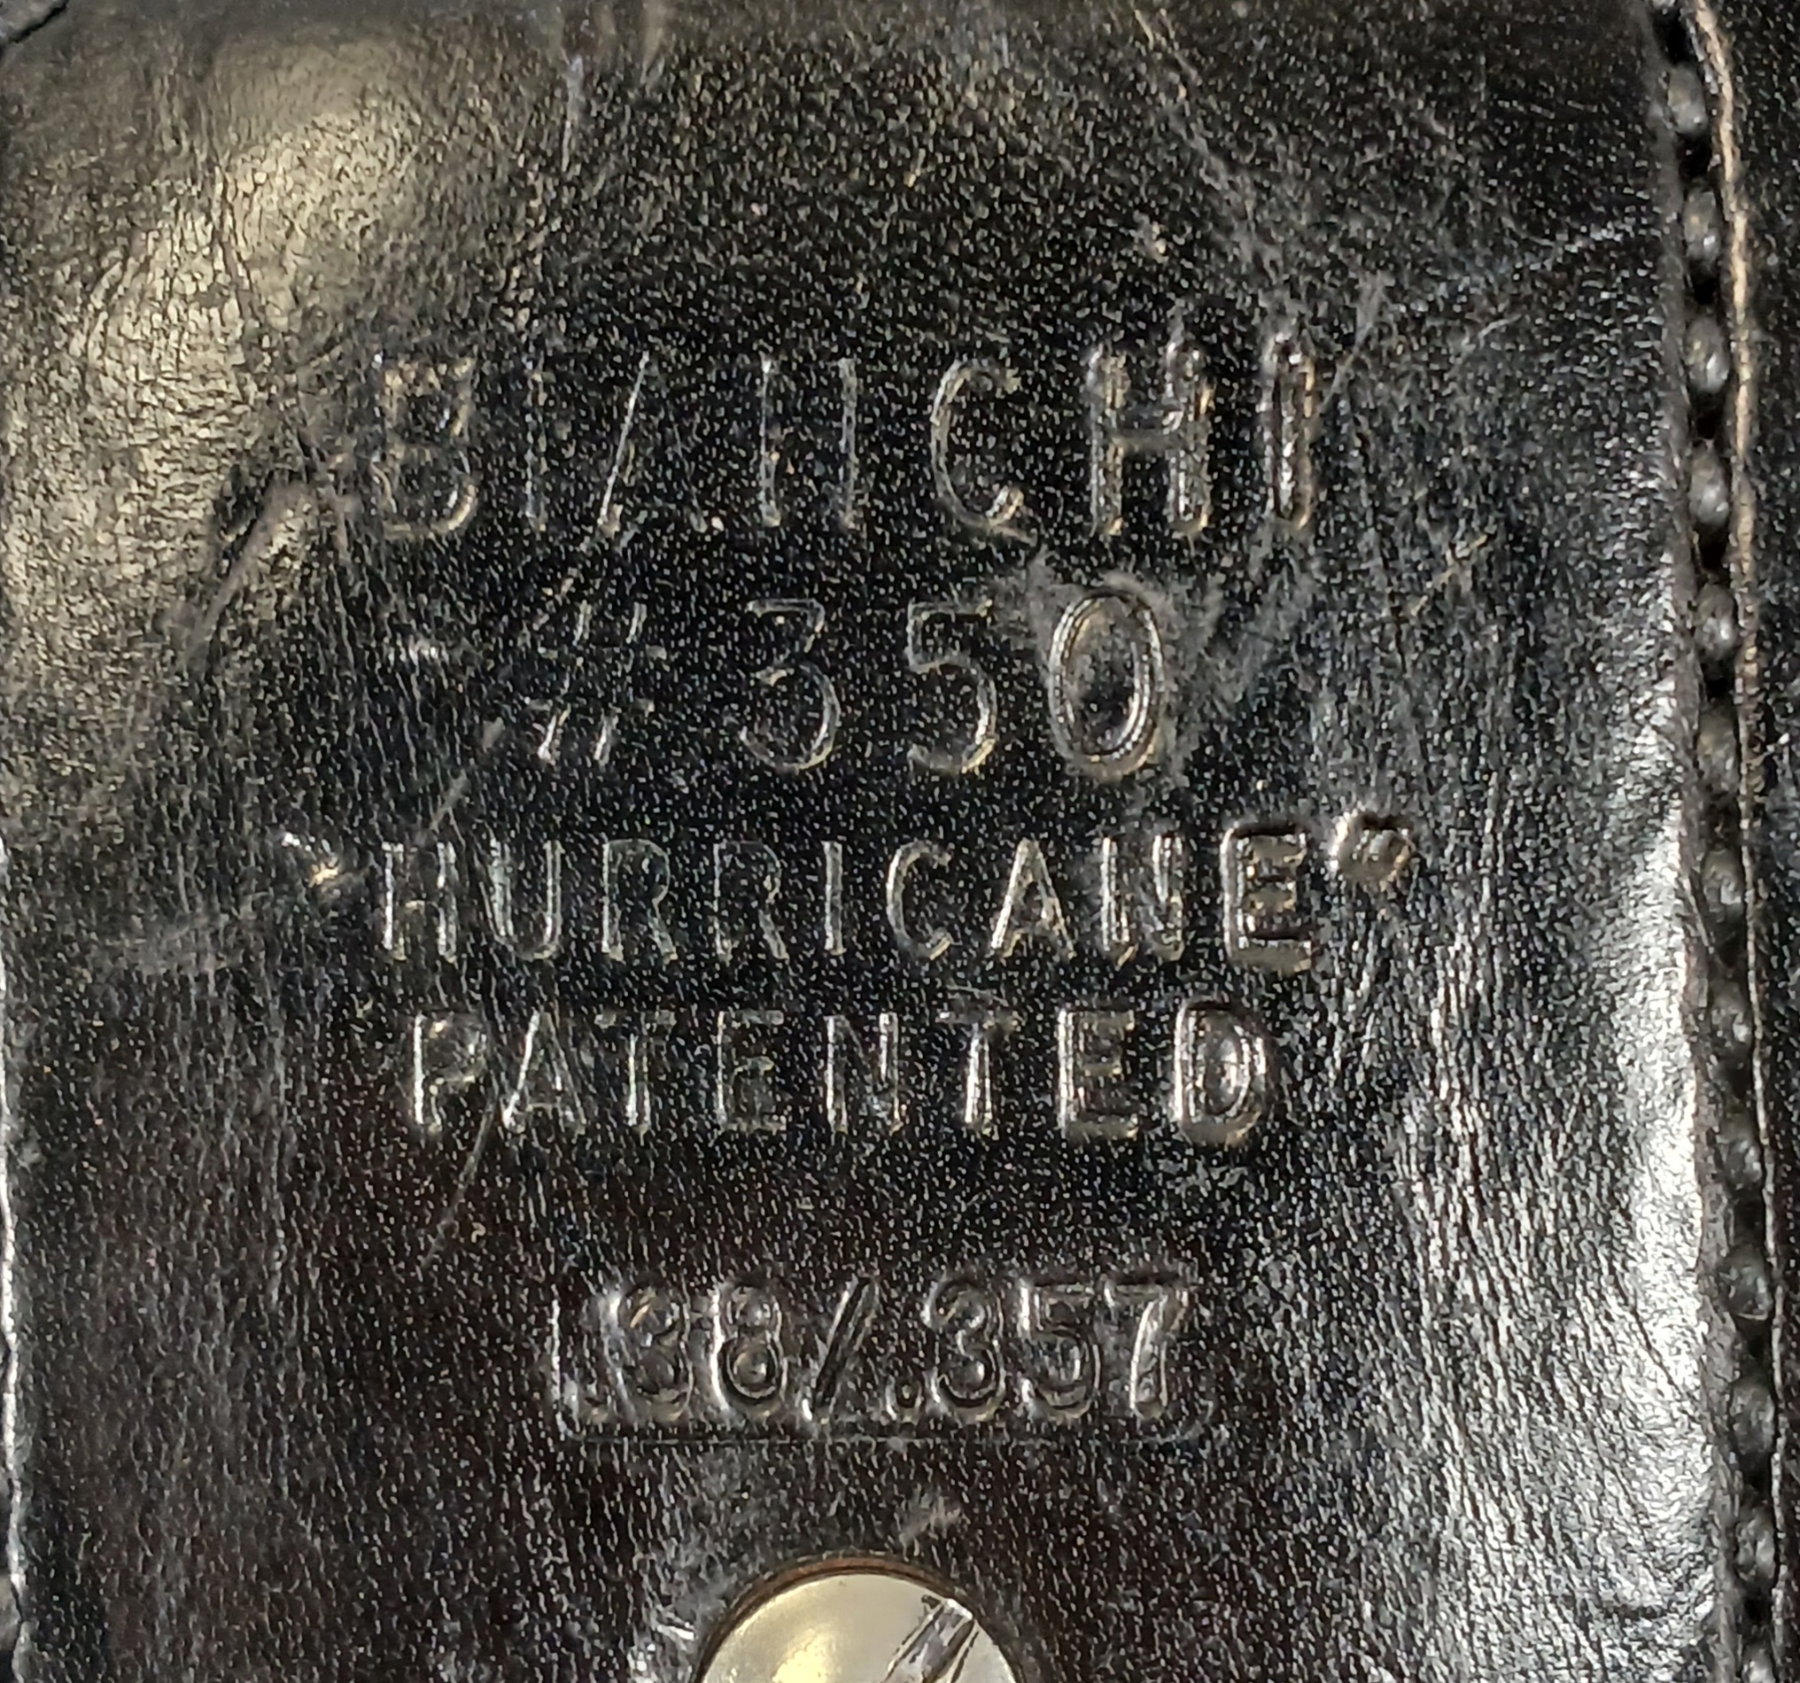 BIANCHI
#350
"HURRICANE"
PATENTED
.38/.357